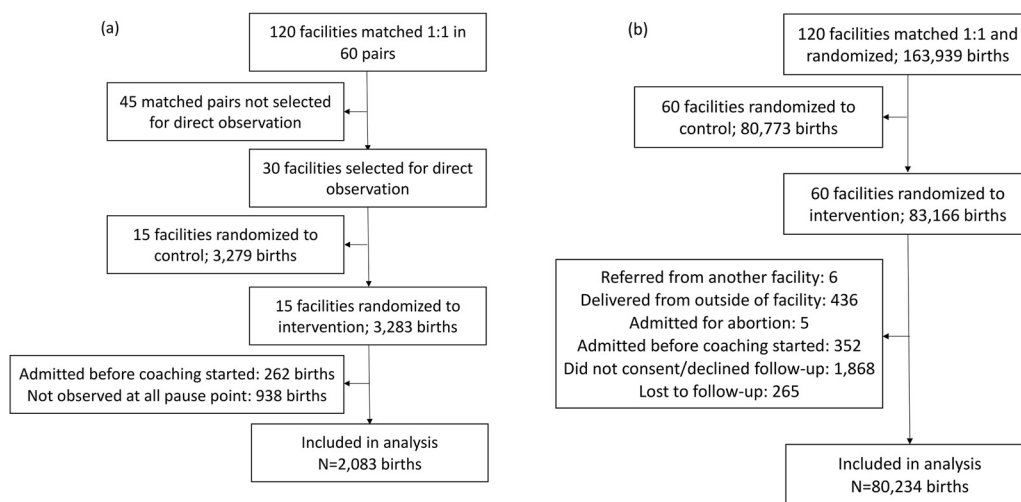 (a)
120 facilities matched 1:1 in
60 pairs
45 matched pairs not selected
for direct observation
30 facilities selected for direct
observation
15 facilities randomized to
control; 3,279 births
15 facilities randomized to
intervention; 3,283 births
Admitted before coaching started: 262 births
Not observed at all pause point: 938 births
Included in analysis
N=2,083 births
(b)
120 facilities matched 1:1 and
randomized; 163,939 births
60 facilities randomized to
control; 80,773 births
60 facilities randomized to
intervention; 83,166 births
Referred from another facility: 6
Delivered from outside of facility: 436
Admitted for abortion: 5
Admitted before coaching started: 352
Did not consent/declined follow-up: 1,868
Lost to follow-up: 265
Included in analysis
N=80,234 births